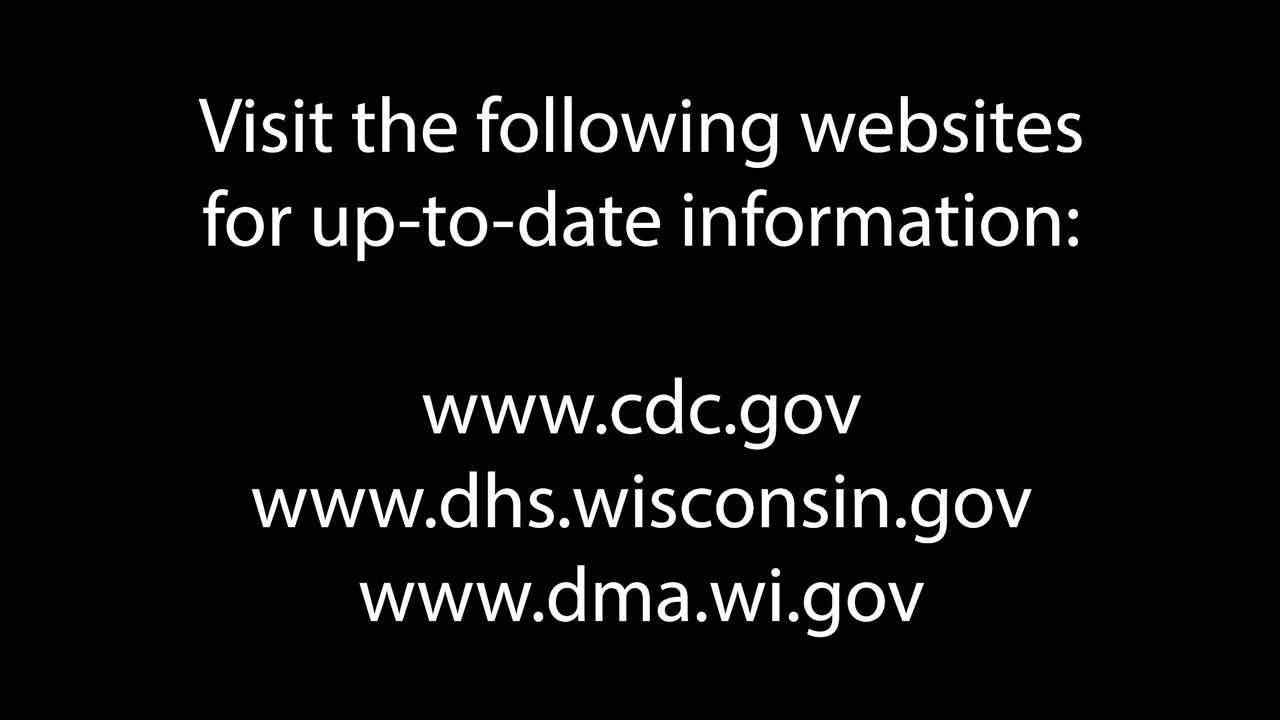 Visit the following websites
for up-to-date information:
www.cdc.gov
www.dhs.wisconsin.gov
www.dma.wi.gov